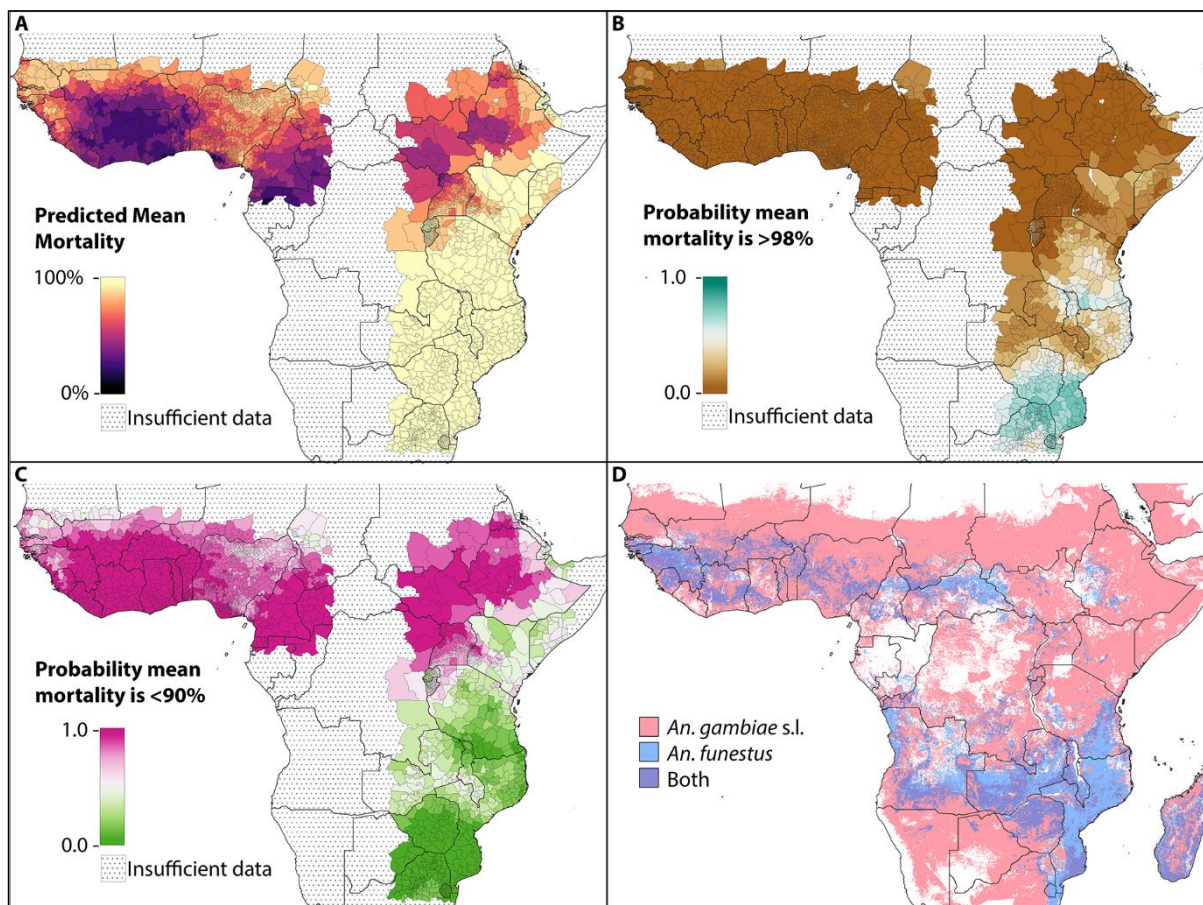 A
Predicted Mean
Mortality
100%
0%
Insufficient data
B
Probability mean
mortality is >98%
1.0
0.0
Insufficient data
C
Probability mean
mortality is <90%
1.0
0.0
Insufficient data
D
An. gambiae s.l.
An. funestus
Both